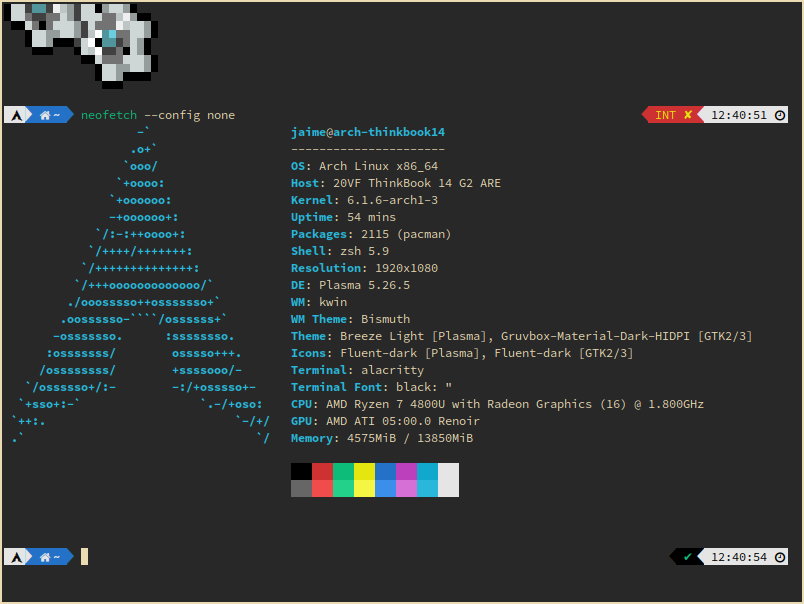 ~ neofetch --config none INT ✘ 12:40:51
-` jaime@arch-thinkbook14
.o+` ----------------------
`ooo/ OS: Arch Linux x86_64
`+oooo: Host: 20VF ThinkBook 14 G2 ARE
`+oooooo: Kernel: 6.1.6-arch1-3
-+oooooo+: Uptime: 54 mins
`/:-:++oooo+: Packages: 2115 (pacman)
`/++++/+++++++: Shell: zsh 5.9
`/++++++++++++++: Resolution: 1920x1080
`/+++ooooooooooooo/` DE: Plasma 5.26.5
./ooosssso++osssssso+` WM: kwin
.oossssso-````/ossssss+` WM Theme: Bismuth
-osssssso. :ssssssso. Theme: Breeze Light [Plasma], Gruvbox-Material-Dark-HIDPI [GTK2/3]
:osssssss/ osssso+++. Icons: Fluent-dark [Plasma], Fluent-dark [GTK2/3]
/ossssssss/ +ssssooo/- Terminal: alacritty
`/ossssso+/:- -:/+osssso+- Terminal Font: black: "
`+sso+:-` `.-/+oso: CPU: AMD Ryzen 7 4800U with Radeon Graphics (16) @ 1.800GHz
`++:. `-/+/ GPU: AMD ATI 05:00.0 Renoir
.` `/ Memory: 4575MiB / 13850MiB
~ ✔ 12:40:54